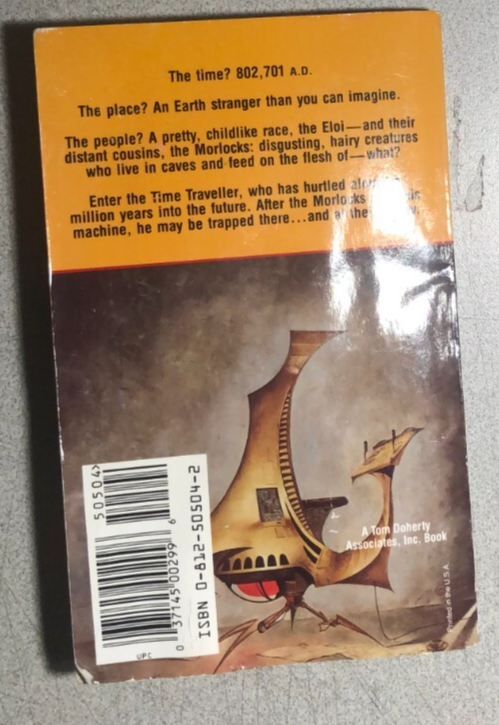 The time? 802,701 A.D.
The place? An Earth stranger than you can imagine.
The people? A pretty, childlike race, the Eloi—and their
distant cousins, the Morlocks: disgusting, hairy creatures
who live in caves and feed on the flesh of—what?
Enter the Time Traveller, who has hurtled
million years into the future. After the Morlocks
machine, he may be trapped there...and at
A Tom Doherty
Associates, Inc. Book
Printed in the U.S.A.
50504>
0 37145 00299 6
ISBN 0-812-50504-2
UPC